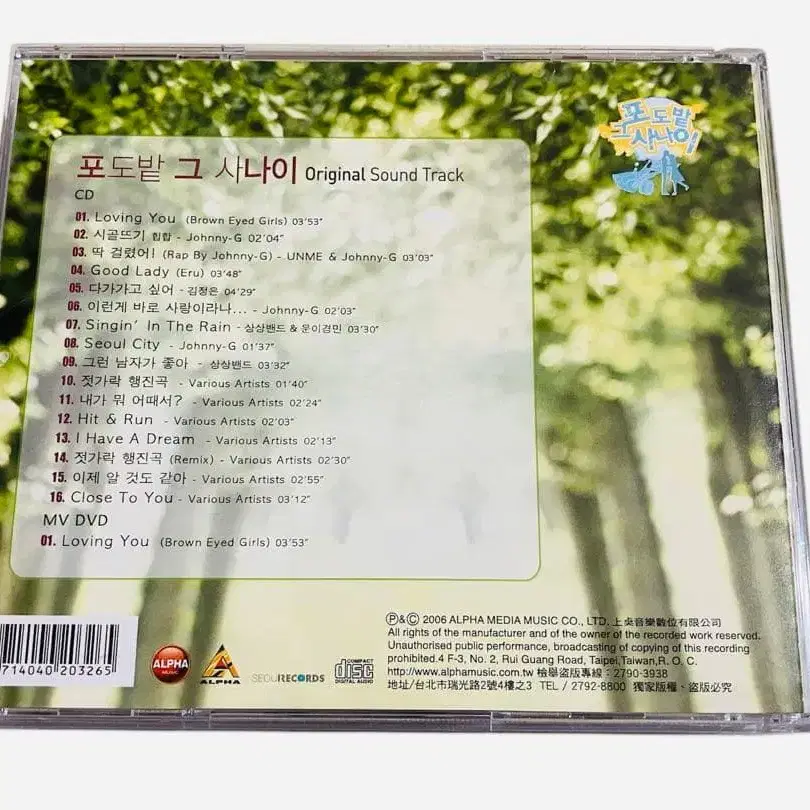 포도밭
그사나이
포도밭 그 사나이 Original Sound Track
CD
01. Loving You (Brown Eyed Girls) 03'53"
02. 시골뜨기 힙합 - Johnny-G 02'04"
03. 딱 걸렸어! (Rap By Johnny-G) - UNME & Johnny-G 03'03"
04. Good Lady (Eru) 03'48"
05. 다가가고 싶어 - 김정은 04'29"
06. 이런게 바로 사랑이라나... - Johnny-G 02'03"
07. Singin' In The Rain - 상상밴드 & 운이경민 03'30"
08. Seoul City - Johnny-G 01'37"
09. 그런 남자가 좋아 - 상상밴드 03'32"
10. 젓가락 행진곡 - Various Artists 01'40"
11. 내가 뭐 어때서? - Various Artists 02'24"
12. Hit & Run - Various Artists 02'03"
13. I Have A Dream - Various Artists 02'13"
14. 젓가락 행진곡 (Remix) - Various Artists 02'30"
15. 이제 알 것도 같아 - Various Artists 02'55"
16. Close To You - Various Artists 03'12"
MV DVD
01. Loving You (Brown Eyed Girls) 03'53"
714040 203265
ALPHA
MUSIC
ALPHA
SEOULRECORDS
COMPACT
disc
DIGITAL AUDIO
℗&© 2006 ALPHA MEDIA MUSIC CO., LTD. 上桌音樂數位有限公司
All rights of the manufacturer and of the owner of the recorded work reserved.
Unauthorised public performance, broadcasting of copying of this recording
prohibited.4 F-3, No. 2, Rui Guang Road, Taipei,Taiwan,R. O. C.
http://www.alphamusic.com.tw 檢舉盜版專線：2790-3938
地址/台北市瑞光路2號4樓之3 TEL / 2792-8800 獨家版權、盜版必究